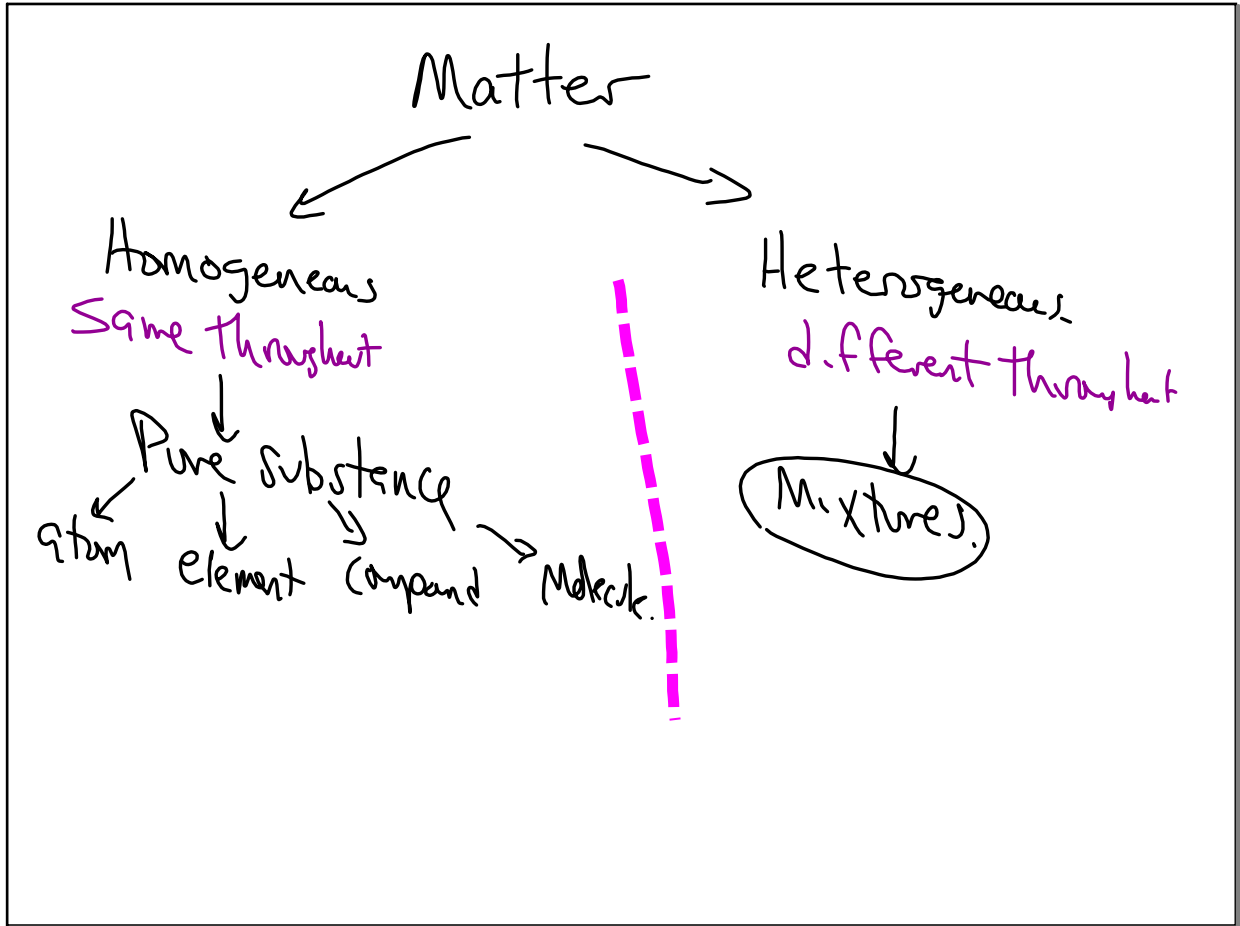 Matter
Homogeneous
Heterogeneous
Same throughout
different throughout
Pure substance
Mixtures.
atom
element
compound
Molecule.